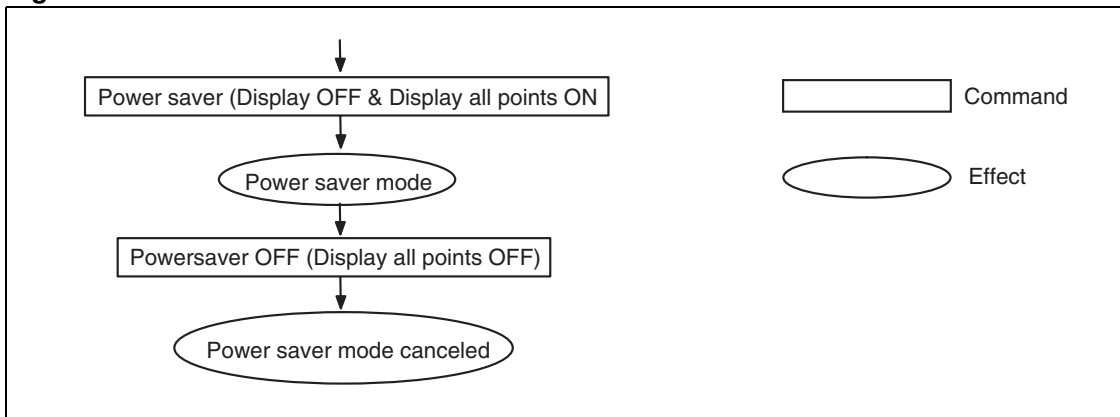 Power saver (Display OFF & Display all points ON
Power saver mode
Powersaver OFF (Display all points OFF)
Power saver mode canceled
Command
Effect